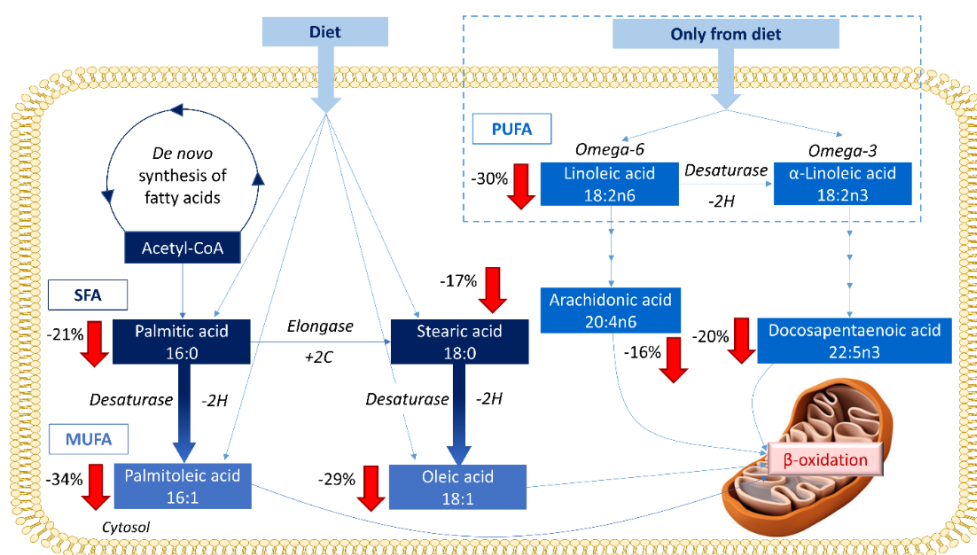 Diet
Only from diet
PUFA
Omega-6
Omega-3
-30%
Linoleic acid
18:2n6
Desaturase
-2H
α-Linoleic acid
18:2n3
De novo
synthesis of
fatty acids
Acetyl-CoA
SFA
-21%
Palmitic acid
16:0
Elongase
+2C
-17%
Stearic acid
18:0
Arachidonic acid
20:4n6
-16%
-20%
Docosapentaenoic acid
22:5n3
Desaturase
-2H
Desaturase
-2H
MUFA
-34%
Palmitoleic acid
16:1
-29%
Oleic acid
18:1
β-oxidation
Cytosol